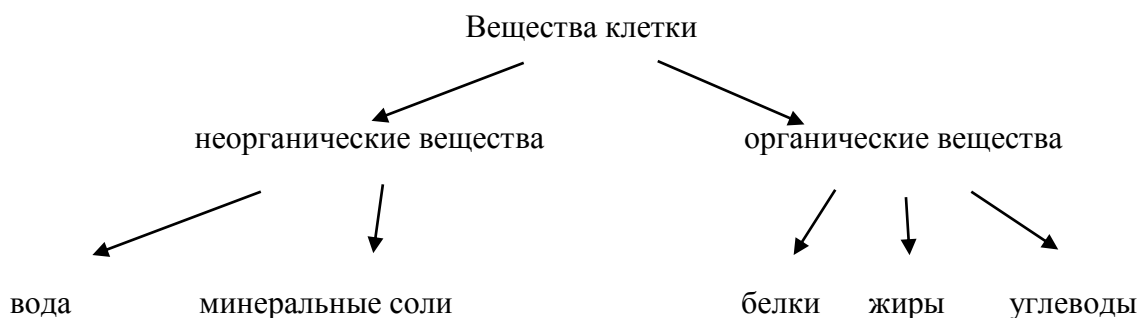 Вещества клетки
неорганические вещества органические вещества
вода минеральные соли белки жиры углеводы